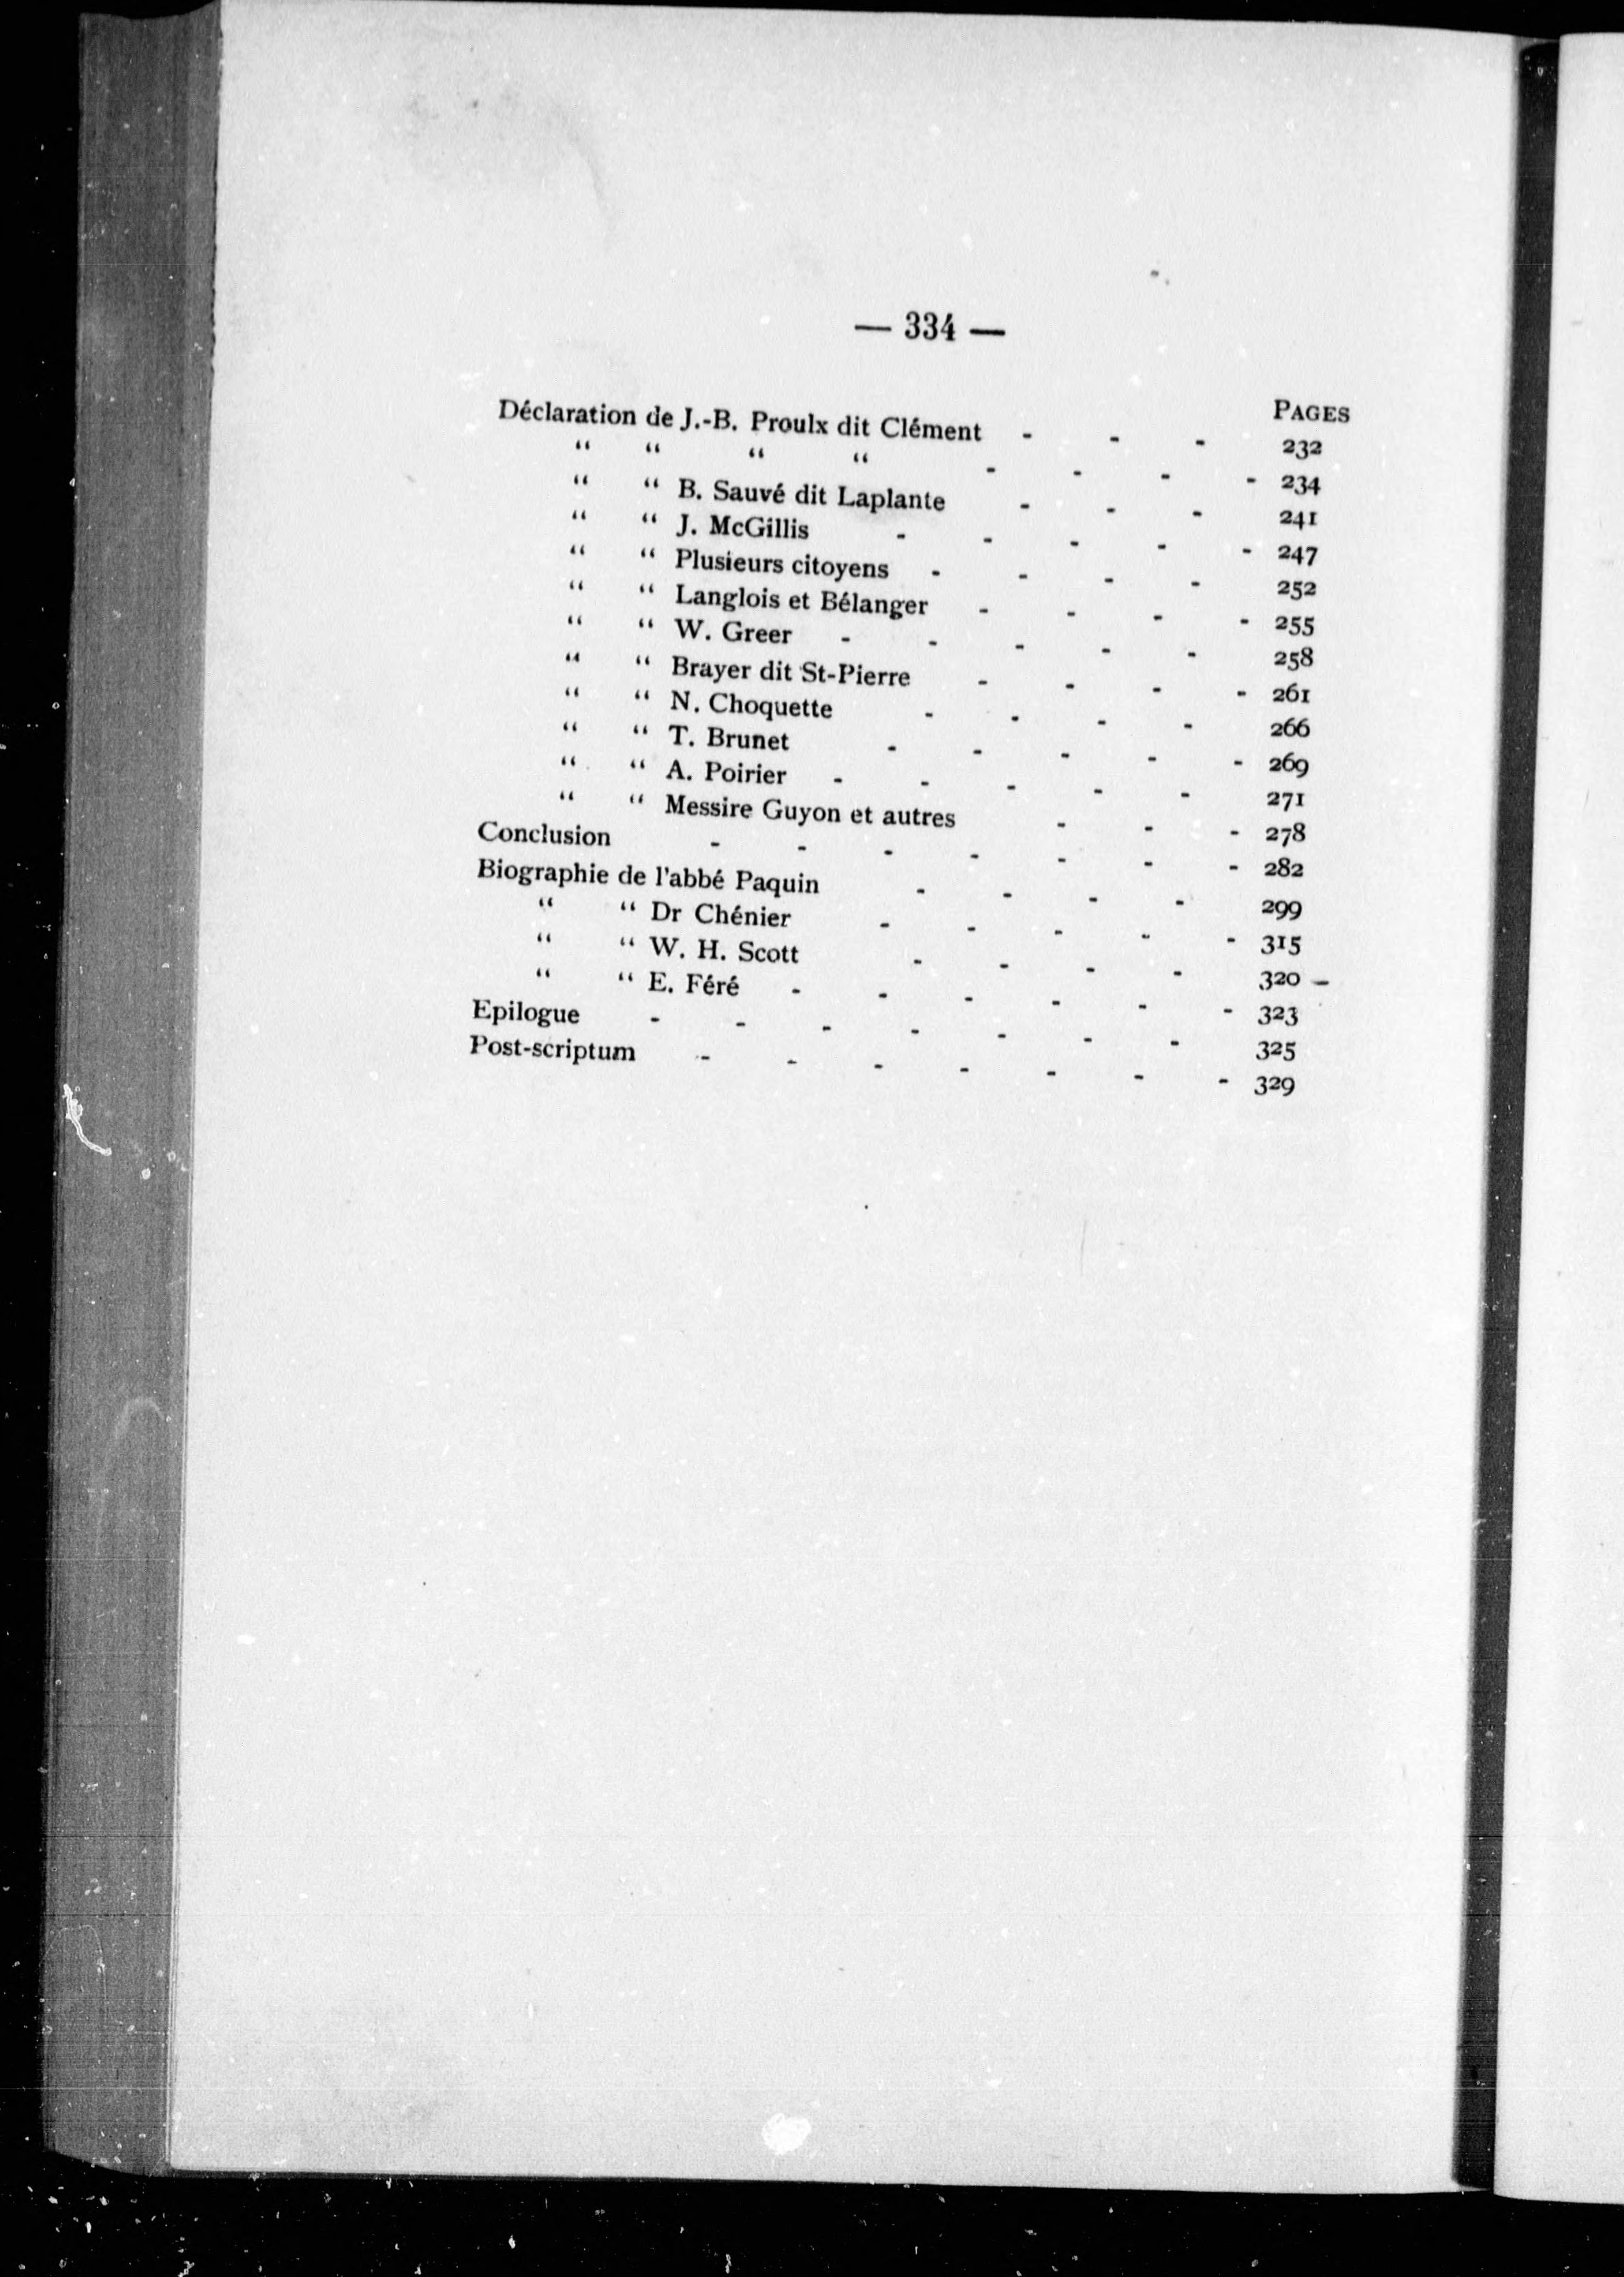 — 334 —
PAGES
Déclaration de J.-B. Proulx dit Clément - - - 232
“ “ “ “ - - - - 234
“ “ B. Sauvé dit Laplante - - - 241
“ “ J. McGillis - - - - - 247
“ “ Plusieurs citoyens - - - - 252
“ “ Langlois et Bélanger - - - - 255
“ “ W. Greer - - - - - 258
“ “ Brayer dit St-Pierre - - - - 261
“ “ N. Choquette - - - - 266
“ “ T. Brunet - - - - - 269
“ “ A. Poirier - - - - - 271
“ “ Messire Guyon et autres - - - 278
Conclusion - - - - - - - 282
Biographie de l'abbé Paquin - - - - 299
“ “ Dr Chénier - - - - - 315
“ “ W. H. Scott - - - - 320 –
“ “ E. Féré - - - - - - 323
Epilogue - - - - - - - 325
Post-scriptum - - - - - - - 329